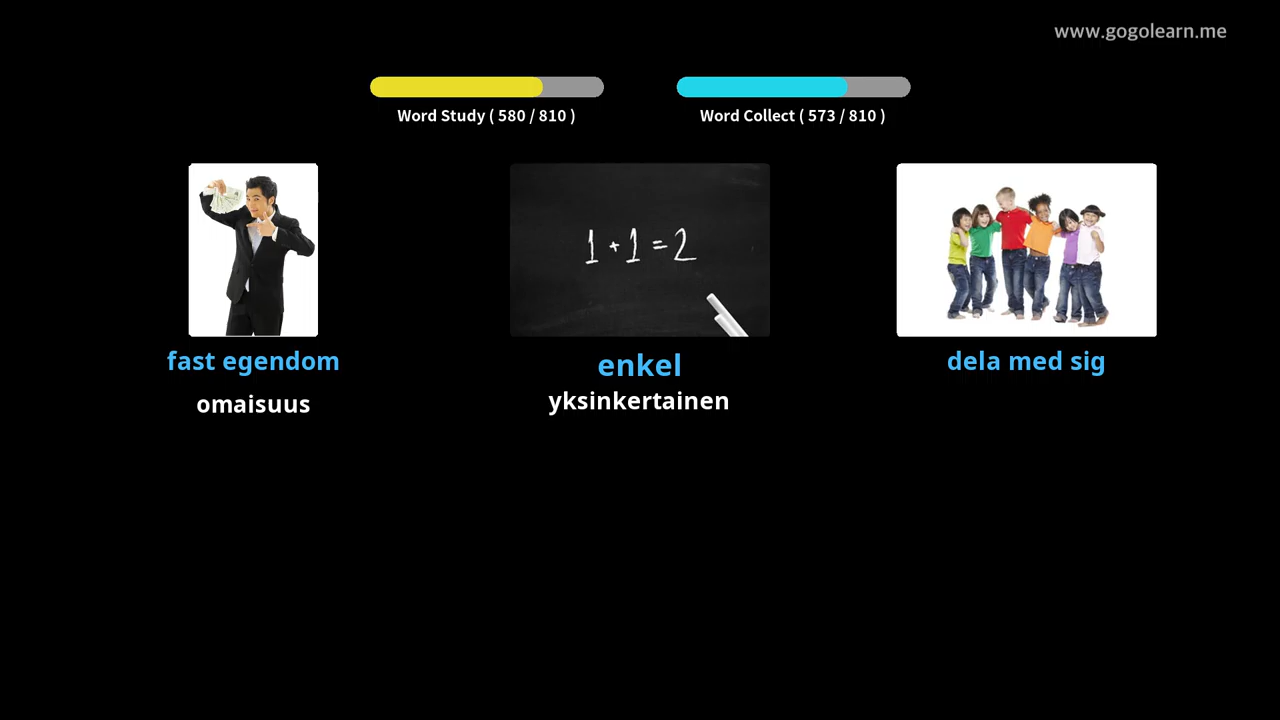 www.gogolearn.me
Word Study ( 580 / 810 )
Word Collect ( 573 / 810 )
1 + 1 = 2
fast egendom
enkel
dela med sig
omaisuus
yksinkertainen